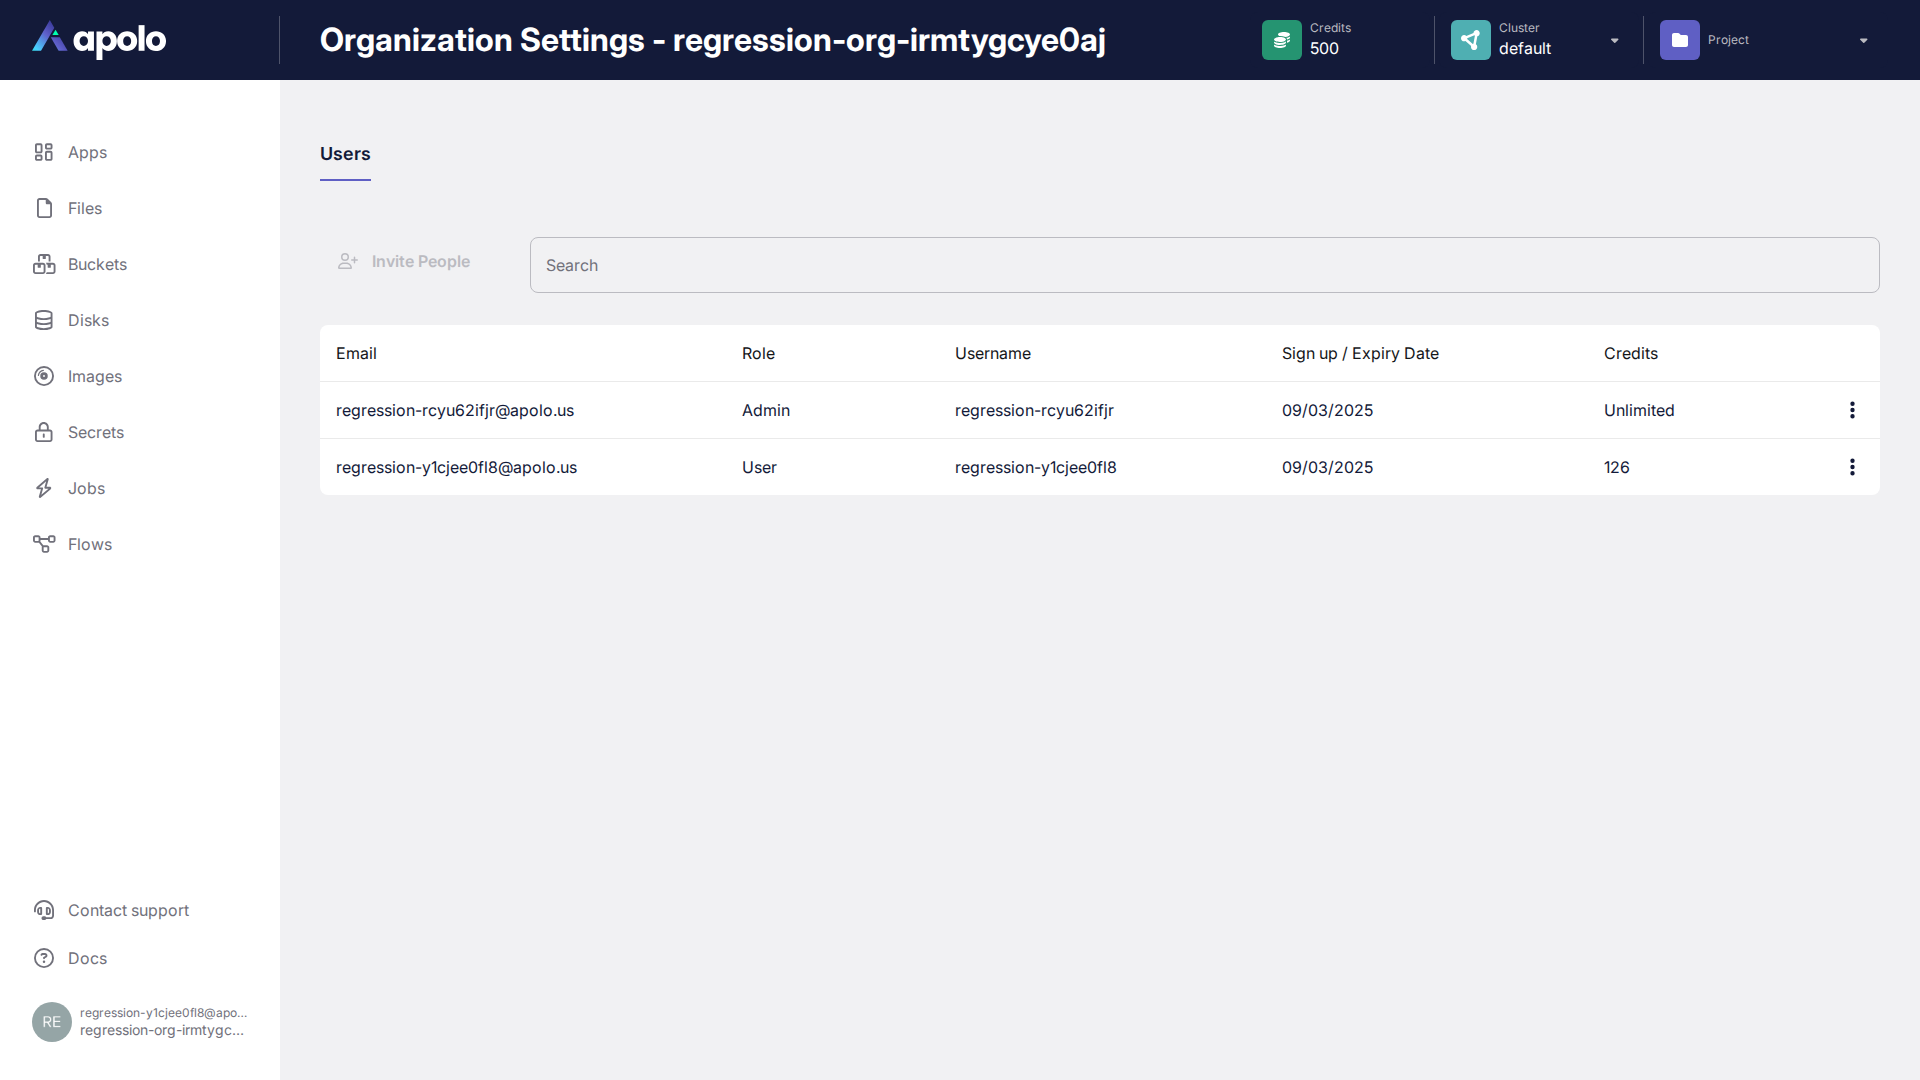 apolo
Organization Settings - regression-org-irmtygcye0aj
Credits
500
Cluster
default
Project
Apps
Files
Buckets
Disks
Images
Secrets
Jobs
Flows
Users
Invite People
Search
Email Role Username Sign up / Expiry Date Credits
regression-rcyu62ifjr@apolo.us Admin regression-rcyu62ifjr 09/03/2025 Unlimited
regression-y1cjee0fl8@apolo.us User regression-y1cjee0fl8 09/03/2025 126
Contact support
Docs
RE
regression-y1cjee0fl8@apo...
regression-org-irmtygc...